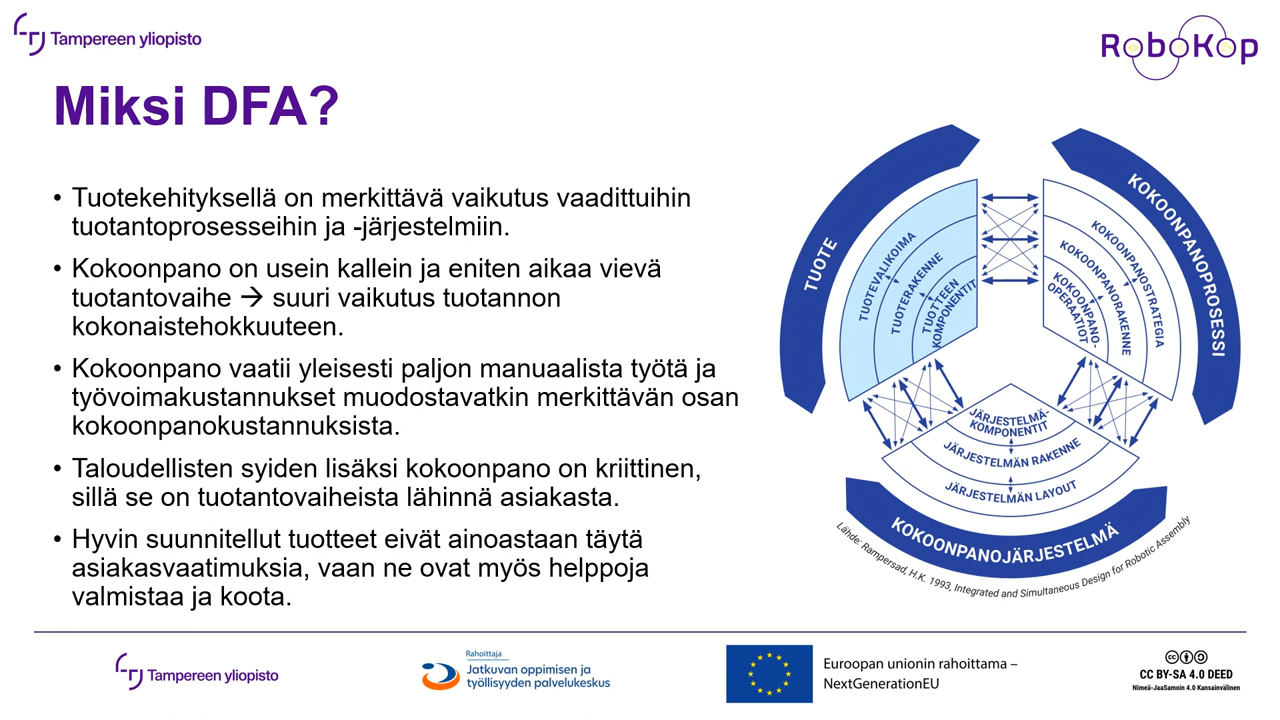 Tampereen yliopisto
RoboKop
Miksi DFA?
• Tuotekehityksellä on merkittävä vaikutus vaadittuihin
tuotantoprosesseihin ja -järjestelmiin.
• Kokoonpano on usein kallein ja eniten aikaa vievä
tuotantovaihe → suuri vaikutus tuotannon
kokonaistehokkuuteen.
• Kokoonpano vaatii yleisesti paljon manuaalista työtä ja
työvoimakustannukset muodostavatkin merkittävän osan
kokoonpanokustannuksista.
• Taloudellisten syiden lisäksi kokoonpano on kriittinen,
sillä se on tuotantovaiheista lähinnä asiakasta.
• Hyvin suunnitellut tuotteet eivät ainoastaan täytä
asiakasvaatimuksia, vaan ne ovat myös helppoja
valmistaa ja koota.
TUOTE
TUOTEVALIKOIMA
TUOTERAKENNE
TUOTTEEN
KOMPONENTIT
KOKOONPANOPROSESSI
KOKOONPANOSTRATEGIA
KOKOONPANORAKENNE
KOKOONPANO-
OPERAATIOT
JÄRJESTELMÄ-
KOMPONENTIT
JÄRJESTELMÄN RAKENNE
JÄRJESTELMÄN LAYOUT
KOKOONPANOJÄRJESTELMÄ
Lähde: Rampersad, H.K. 1993, Integrated and Simultaneous Design for Robotic Assembly
Tampereen yliopisto
Rahoittaja
Jatkuvan oppimisen ja
työllisyyden palvelukeskus
Euroopan unionin rahoittama –
NextGenerationEU
CC BY-SA 4.0 DEED
Nimeä-JaaSamoin 4.0 Kansainvälinen